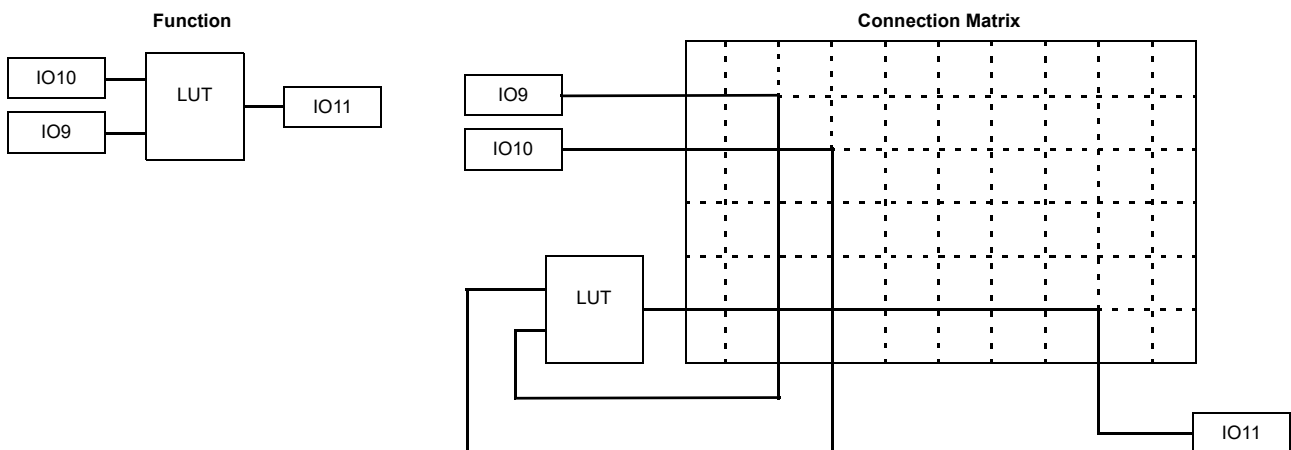 Function
IO10
LUT
IO11
IO9
Connection Matrix
IO9
IO10
LUT
IO11